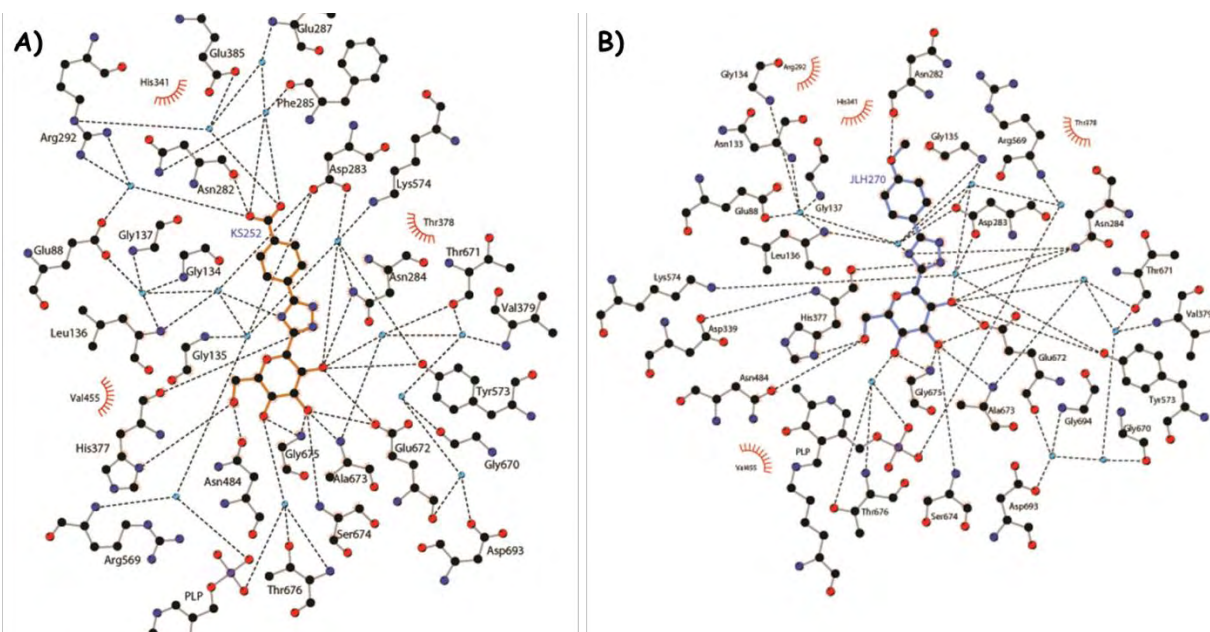 A)
Glu287
Glu385
His341
Phe285
Arg292
Asn282
Asp283
Lys574
KS252
Thr378
Glu88
Gly137
Gly134
Asn284
Thr671
Val379
Leu136
Gly135
Tyr573
Val455
His377
Glu672
Gly670
Gly675
Asn484
Ala673
Arg569
Ser674
Asp693
PLP
Thr676
B)
Gly134
Arg292
Asn282
His341
Thr378
Gly135
Arg569
Asn133
JLH270
Glu88
Gly137
Asp283
Asn284
Leu136
Thr671
Lys574
Val379
Asp339
His377
Glu672
Asn484
Gly675
Ala673
Tyr573
Gly694
Gly670
PLP
Val455
Thr676
Ser674
Asp693